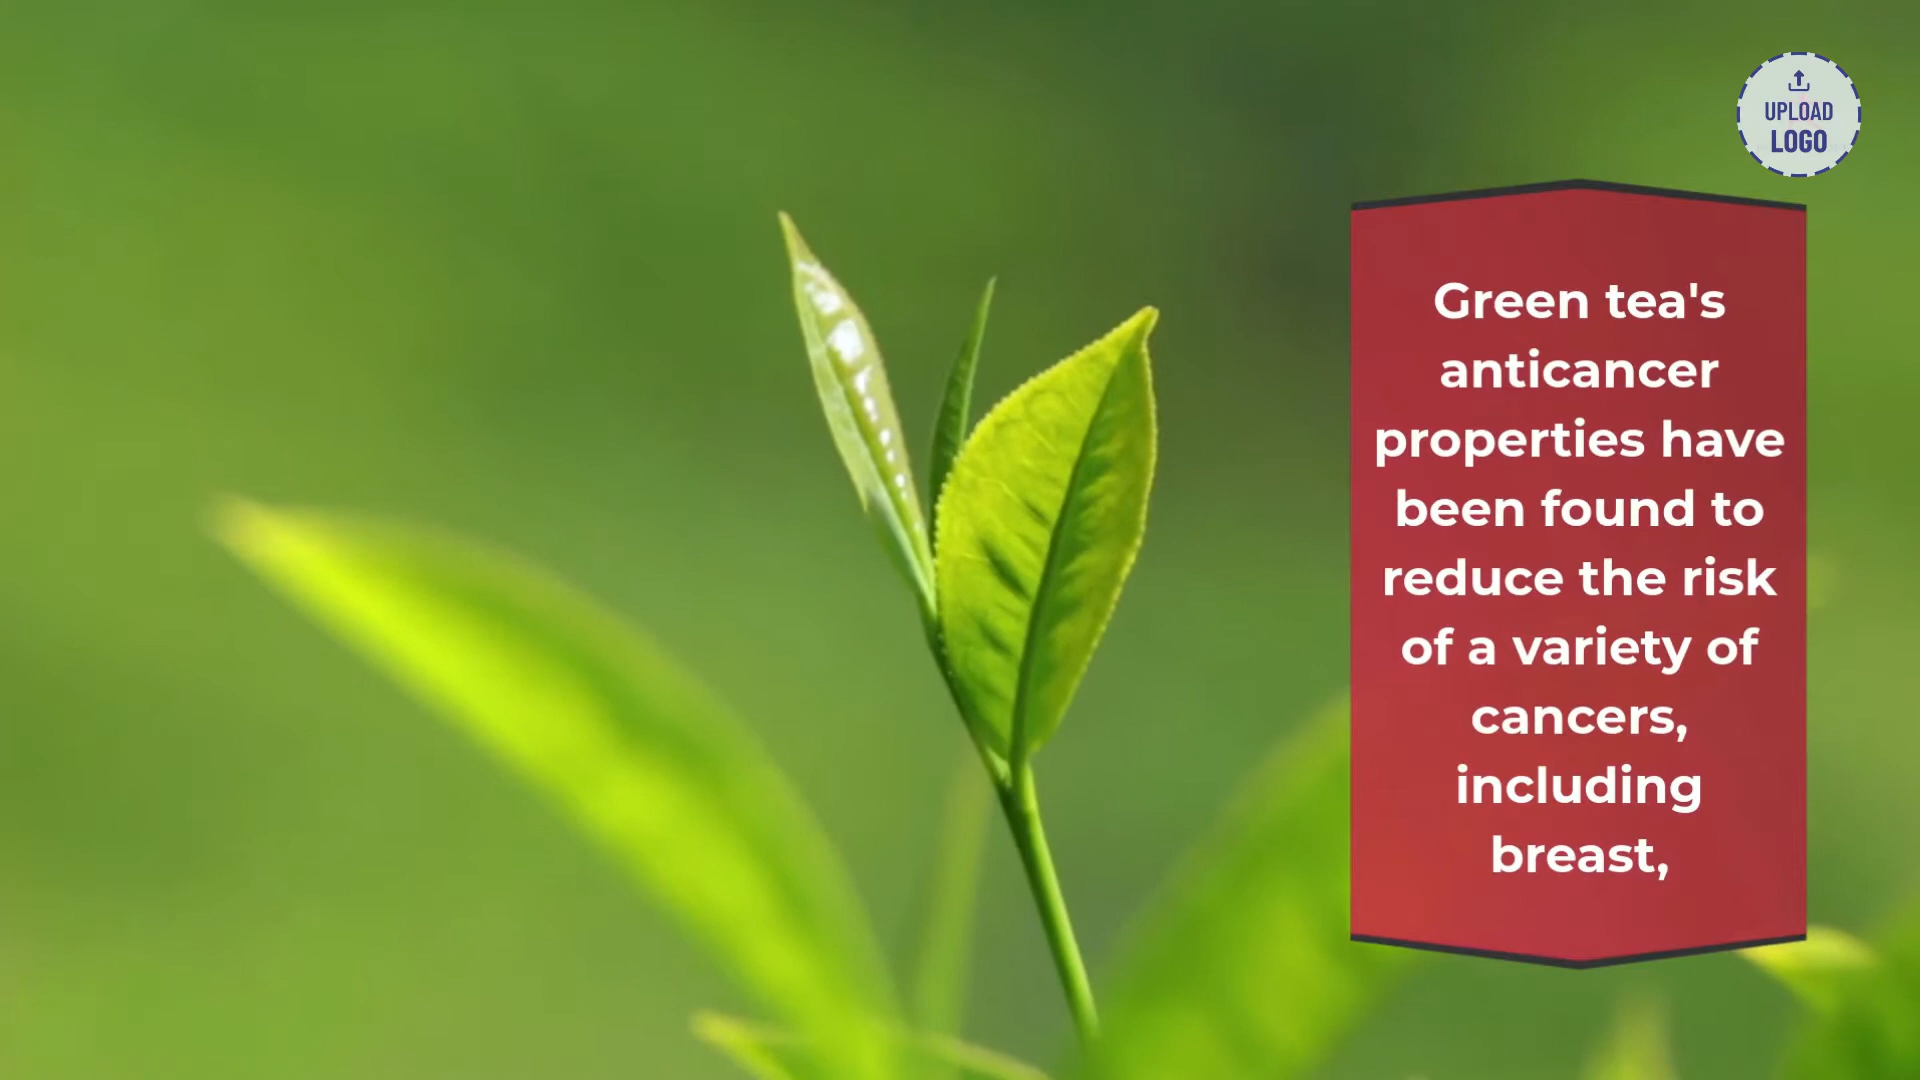 UPLOAD
LOGO
Green tea's
anticancer
properties have
been found to
reduce the risk
of a variety of
cancers,
including
breast,